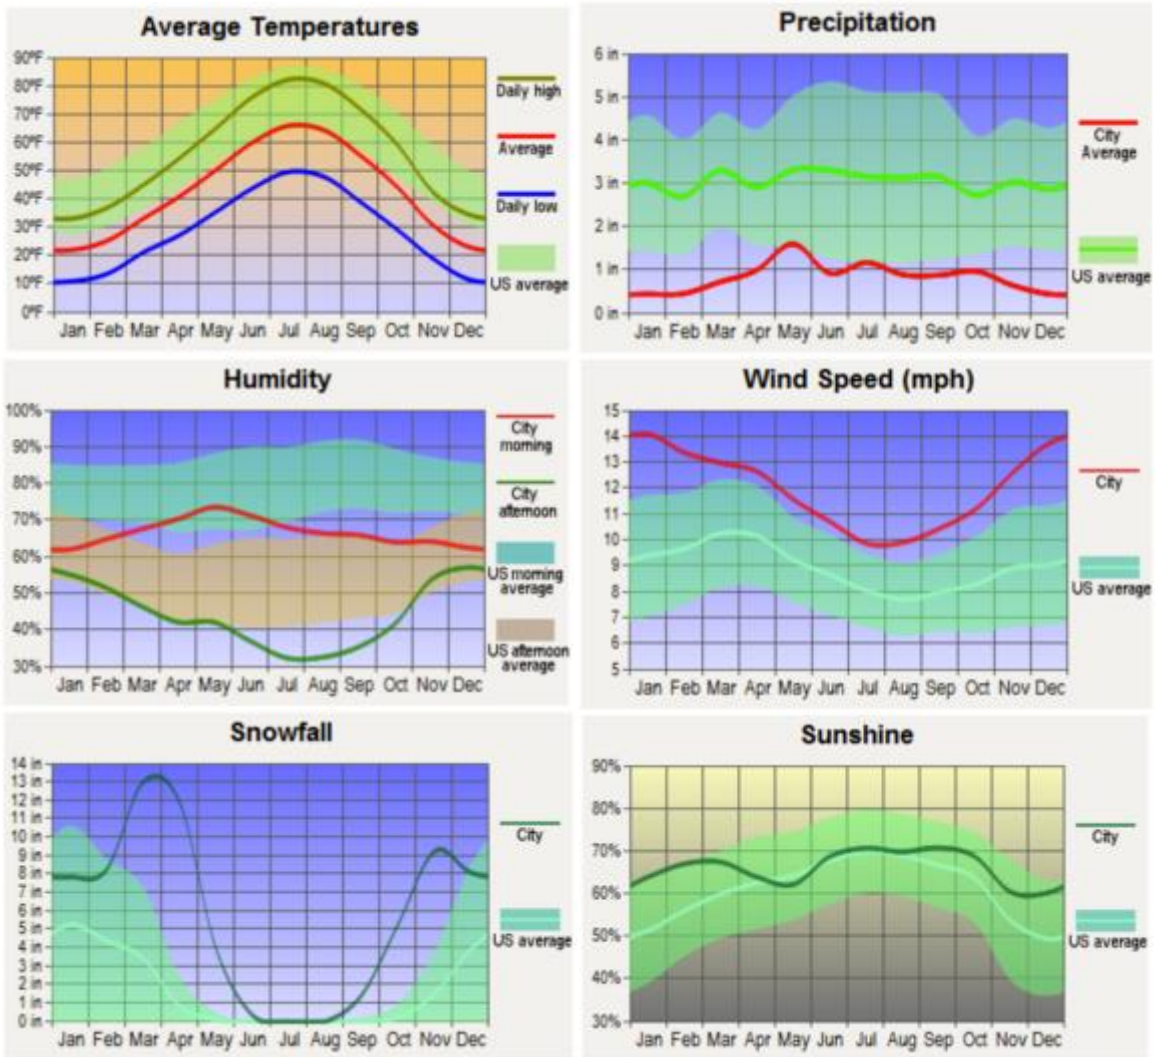 Average Temperatures
90°F
80°F
70°F
60°F
50°F
40°F
30°F
20°F
10°F
0°F
Jan Feb Mar Apr May Jun Jul Aug Sep Oct Nov Dec
Daily high
Average
Daily low
US average
Precipitation
6 in
5 in
4 in
3 in
2 in
1 in
0 in
Jan Feb Mar Apr May Jun Jul Aug Sep Oct Nov Dec
City
Average
US average
Humidity
100%
90%
80%
70%
60%
50%
40%
30%
Jan Feb Mar Apr May Jun Jul Aug Sep Oct Nov Dec
City
morning
City
afternoon
US morning
average
US afternoon
average
Wind Speed (mph)
15
14
13
12
11
10
9
8
7
6
5
Jan Feb Mar Apr May Jun Jul Aug Sep Oct Nov Dec
City
US average
Snowfall
14 in
13 in
12 in
11 in
10 in
9 in
8 in
7 in
6 in
5 in
4 in
3 in
2 in
1 in
0 in
Jan Feb Mar Apr May Jun Jul Aug Sep Oct Nov Dec
City
US average
Sunshine
90%
80%
70%
60%
50%
40%
30%
Jan Feb Mar Apr May Jun Jul Aug Sep Oct Nov Dec
City
US average